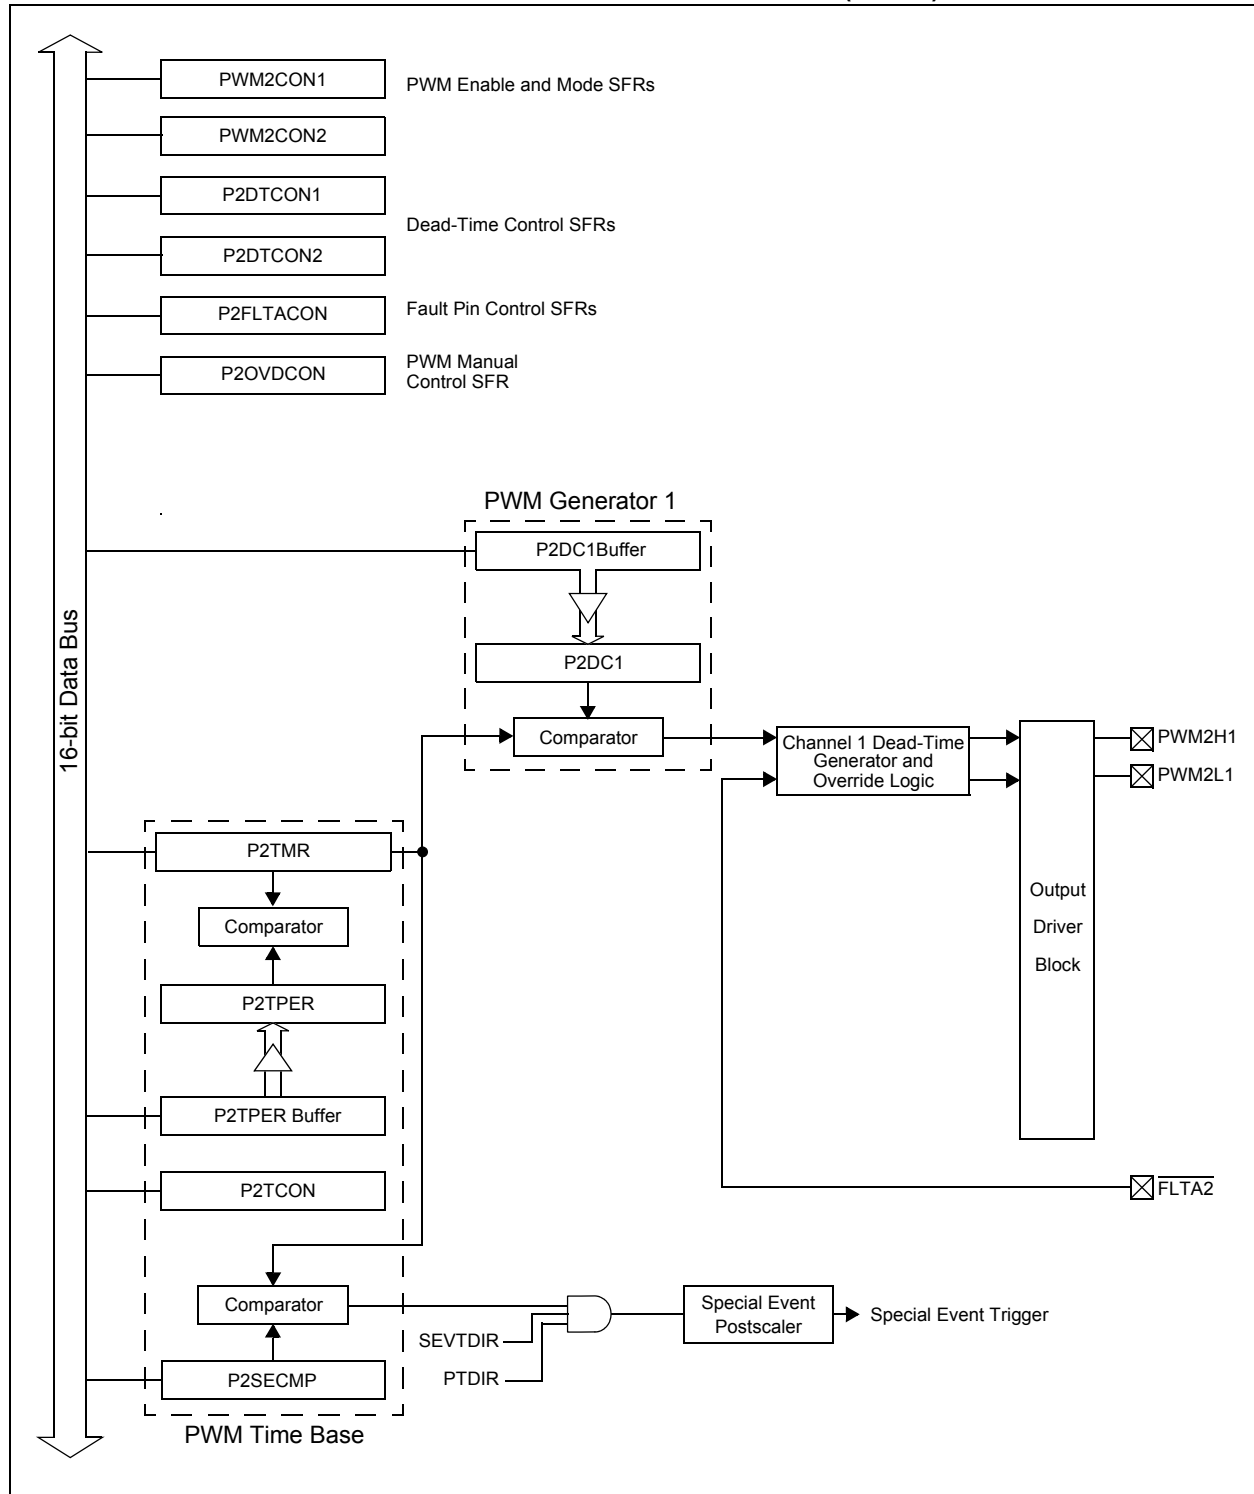 PWM2CON1
PWM Enable and Mode SFRs
PWM2CON2
P2DTCON1
Dead-Time Control SFRs
P2DTCON2
P2FLTACON
Fault Pin Control SFRs
P2OVDCON
PWM Manual
Control SFR
16-bit Data Bus
PWM Generator 1
P2DC1Buffer
P2DC1
Comparator
Channel 1 Dead-Time
Generator and
Override Logic
PWM2H1
PWM2L1
Output
Driver
Block
P2TMR
Comparator
P2TPER
P2TPER Buffer
P2TCON
FLTA2
Comparator
SEVTDIR
PTDIR
Special Event
Postscaler
Special Event Trigger
P2SECMP
PWM Time Base